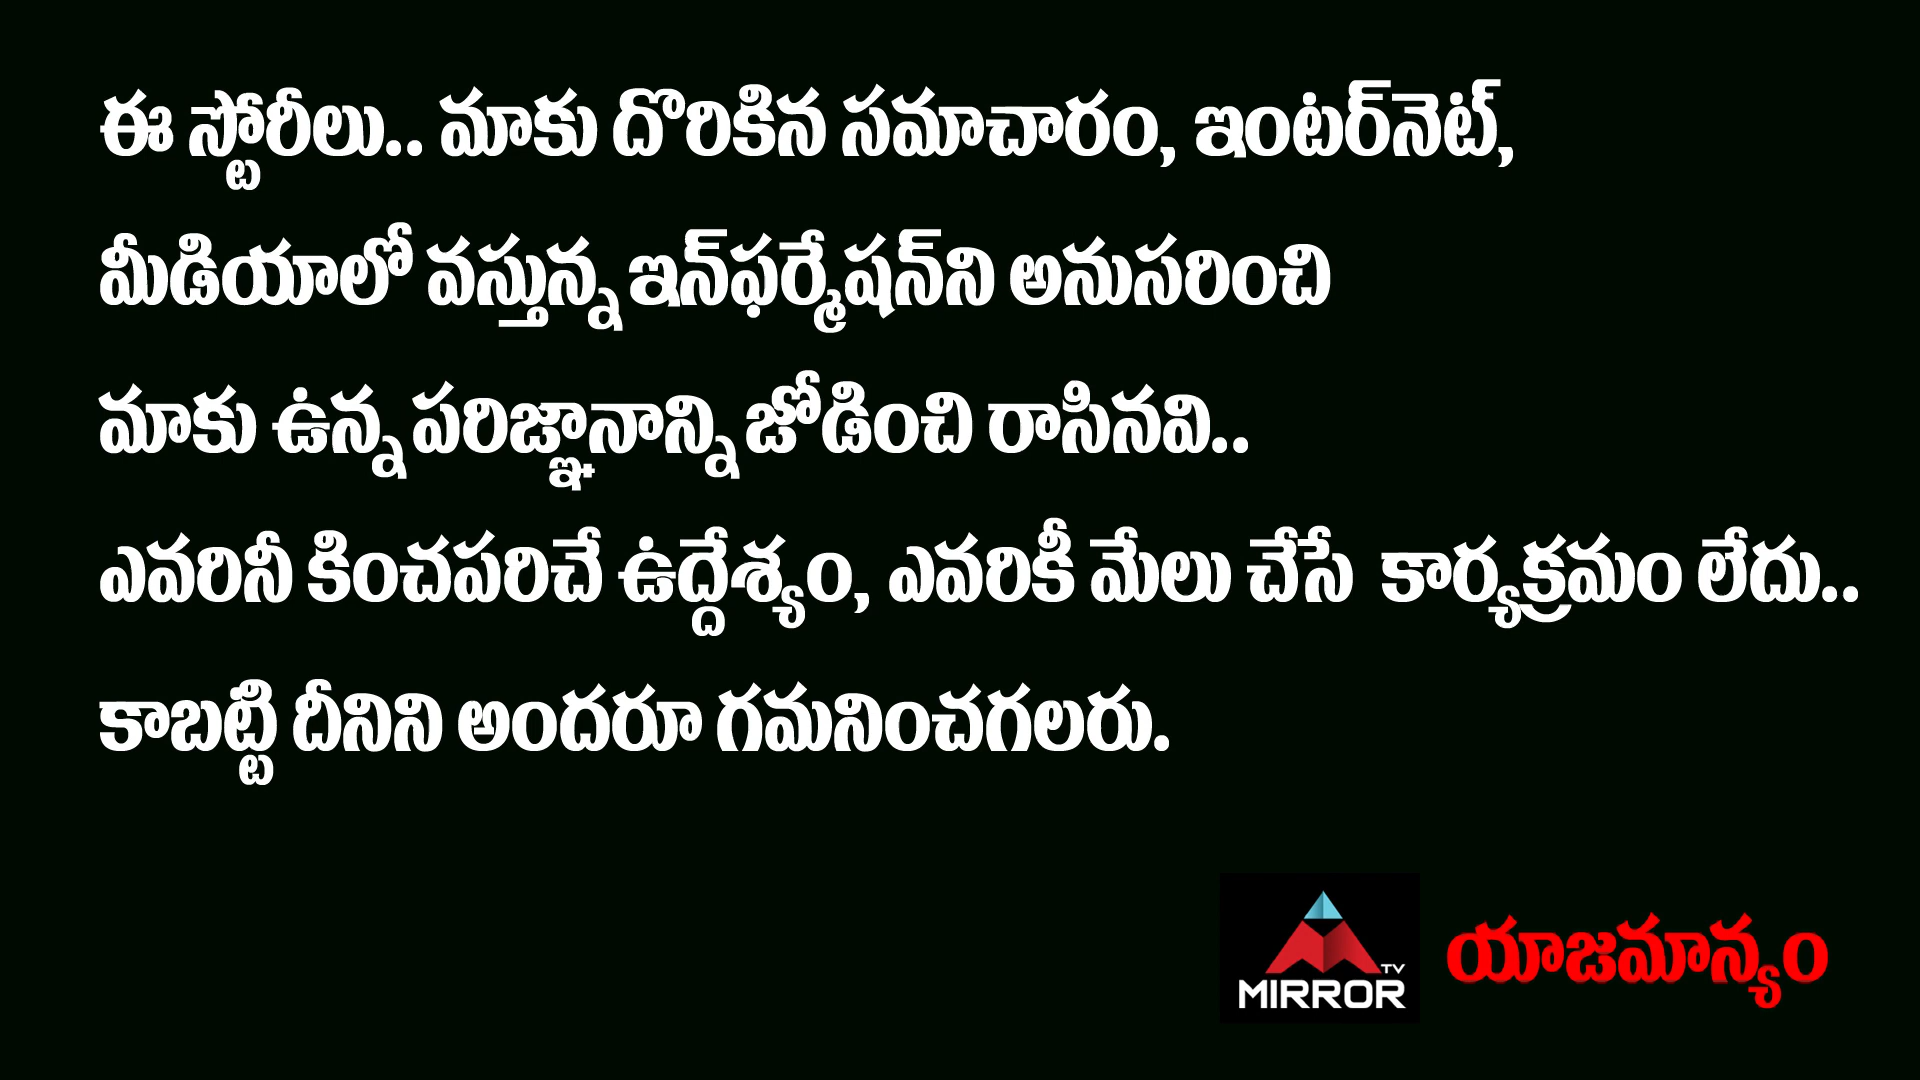 ఈ స్టోరీలు.. మాకు దొరికిన సమాచారం, ఇంటర్‌నెట్,
మీడియాలో వస్తున్న ఇన్‌ఫర్మేషన్‌ని అనుసరించి
మాకు ఉన్న పరిజ్ఞానాన్ని జోడించి రాసినవి..
ఎవరినీ కించపరిచే ఉద్దేశ్యం, ఎవరికీ మేలు చేసే కార్యక్రమం లేదు..
కాబట్టి దీనిని అందరూ గమనించగలరు.
TV
MIRROR
యాజమాన్యం